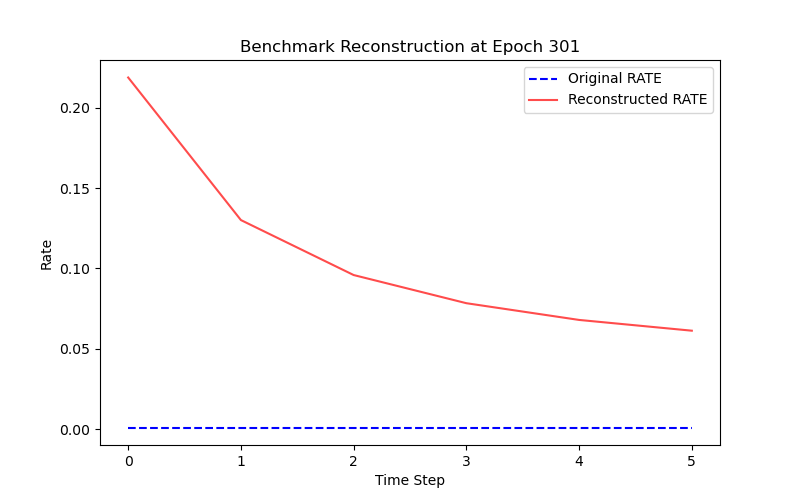 Benchmark Reconstruction at Epoch 301
Original RATE
Reconstructed RATE
0.20
0.15
0.10
0.05
0.00
Rate
0 1 2 3 4 5
Time Step